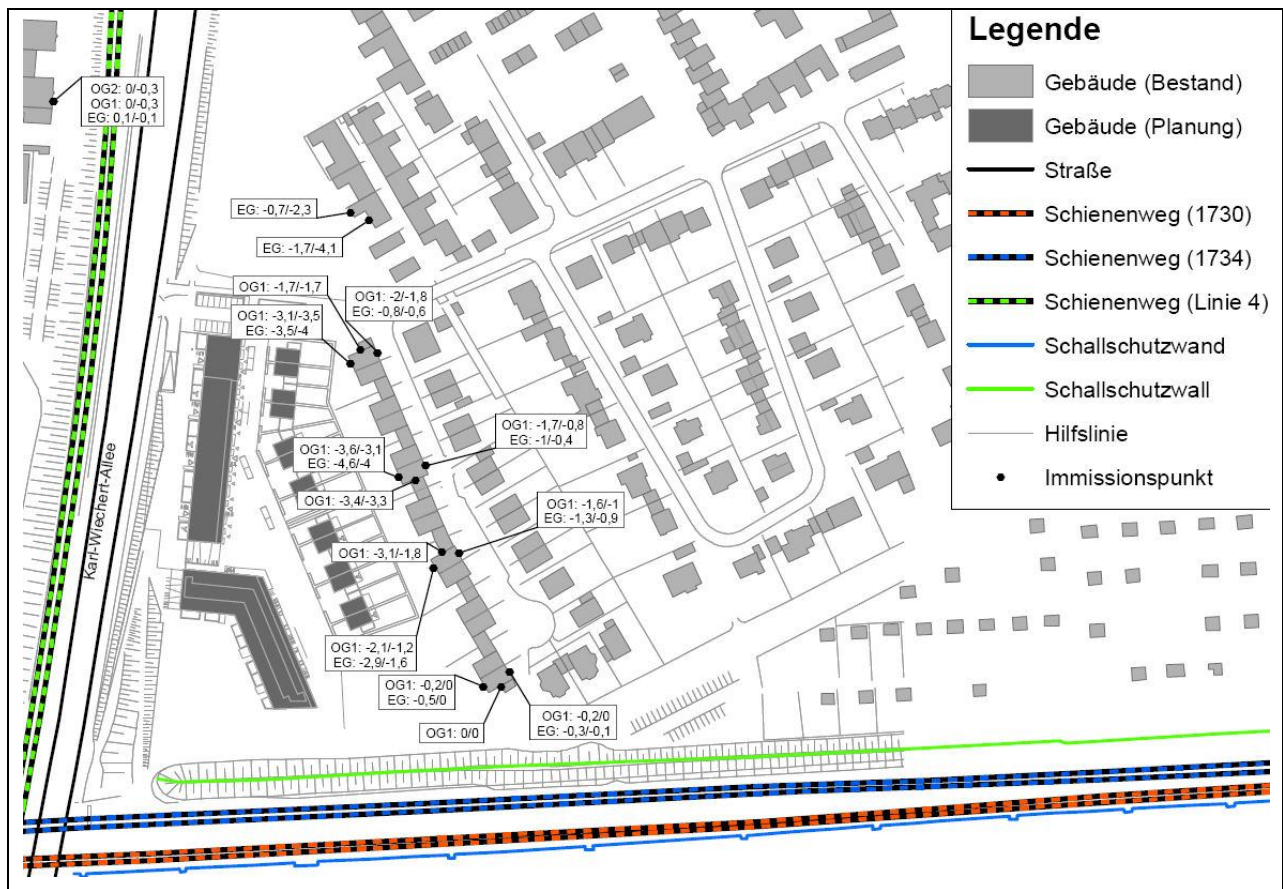 OG2: 0/-0,3
OG1: 0/-0,3
EG: 0,1/-0,1
EG: -0,7/-2,3
EG: -1,7/-4,1
OG1: -1,7/-1,7
OG1: -2/-1,8
EG: -0,8/-0,6
OG1: -3,1/-3,5
EG: -3,5/-4
OG1: -1,7/-0,8
EG: -1/-0,4
OG1: -3,6/-3,1
EG: -4,6/-4
OG1: -3,4/-3,3
OG1: -1,6/-1
EG: -1,3/-0,9
OG1: -3,1/-1,8
OG1: -2,1/-1,2
EG: -2,9/-1,6
OG1: -0,2/0
EG: -0,5/0
OG1: -0,2/0
EG: -0,3/-0,1
OG1: 0/0
Karl-Wiechert-Allee
Legende
Gebäude (Bestand)
Gebäude (Planung)
Straße
Schienenweg (1730)
Schienenweg (1734)
Schienenweg (Linie 4)
Schallschutzwand
Schallschutzwall
Hilfslinie
Immissionspunkt